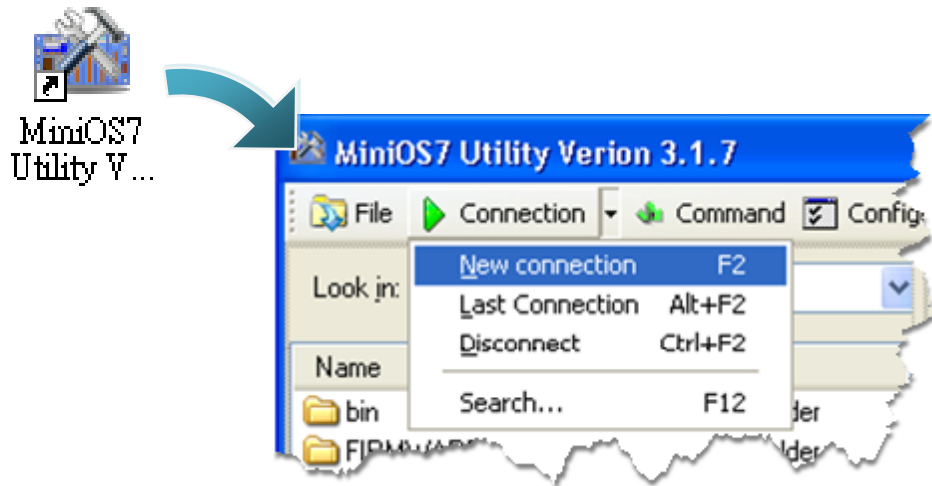 MiniOS7
Utility V...
MiniOS7 Utility Verion 3.1.7
File Connection Command
Look in:
New connection F2
Last Connection Alt+F2
Disconnect Ctrl+F2
Search... F12
Name
bin